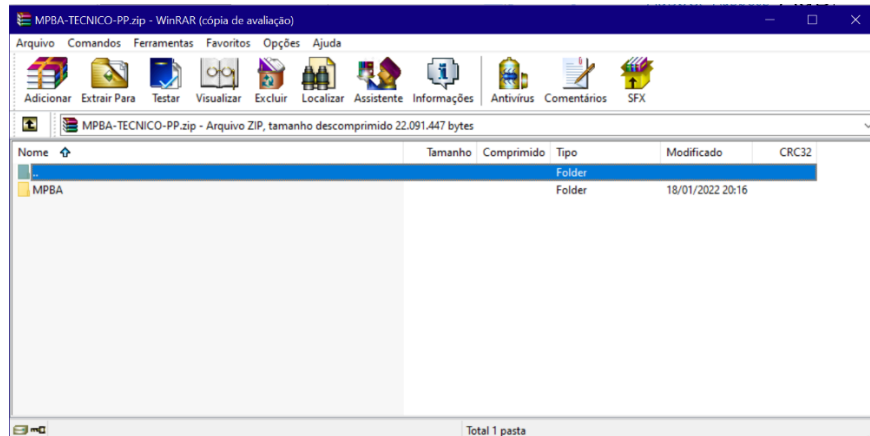 MPBA-TECNICO-PP.zip - WinRAR (cópia de avaliação)
Arquivo Comandos Ferramentas Favoritos Opções Ajuda
Adicionar Extrair Para Testar Visualizar Excluir Localizar Assistente Informações Antivírus Comentários SFX
MPBA-TECNICO-PP.zip - Arquivo ZIP, tamanho descomprimido 22.091.447 bytes
Nome Tamanho Comprimido Tipo Modificado CRC32
.. Folder
MPBA Folder 18/01/2022 20:16
Total 1 pasta